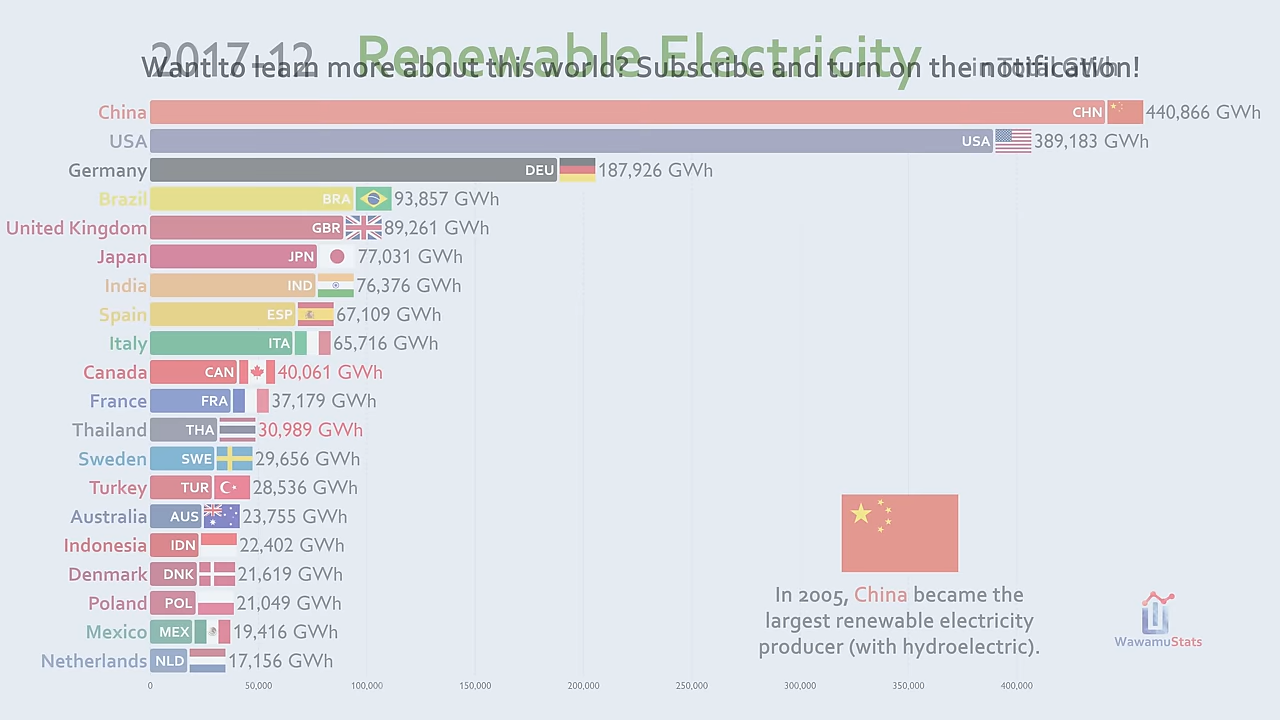 2017-12 Renewable Electricity in Total GWh
Want to learn more about this world? Subscribe and turn on the notification!
China CHN 440,866 GWh
USA USA 389,183 GWh
Germany DEU 187,926 GWh
Brazil BRA 93,857 GWh
United Kingdom GBR 89,261 GWh
Japan JPN 77,031 GWh
India IND 76,376 GWh
Spain ESP 67,109 GWh
Italy ITA 65,716 GWh
Canada CAN 40,061 GWh
France FRA 37,179 GWh
Thailand THA 30,989 GWh
Sweden SWE 29,656 GWh
Turkey TUR 28,536 GWh
Australia AUS 23,755 GWh
Indonesia IDN 22,402 GWh
Denmark DNK 21,619 GWh
Poland POL 21,049 GWh
Mexico MEX 19,416 GWh
Netherlands NLD 17,156 GWh
In 2005, China became the
largest renewable electricity
producer (with hydroelectric).
WawamuStats
0 50,000 100,000 150,000 200,000 250,000 300,000 350,000 400,000